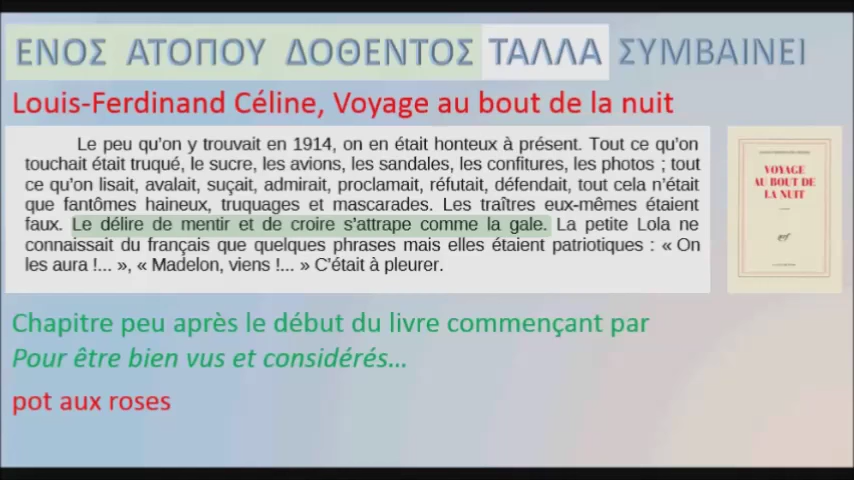 ΕΝΟΣ ΑΤΟΠΟΥ ΔΟΘΕΝΤΟΣ ΤΑΛΛΑ ΣΥΜΒΑΙΝΕΙ
Louis-Ferdinand Céline, Voyage au bout de la nuit
Le peu qu’on y trouvait en 1914, on en était honteux à présent. Tout ce qu’on
touchait était truqué, le sucre, les avions, les sandales, les confitures, les photos ; tout
ce qu’on lisait, avalait, suçait, admirait, proclamait, réfutait, défendait, tout cela n’était
que fantômes haineux, truquages et mascarades. Les traîtres eux-mêmes étaient
faux. Le délire de mentir et de croire s’attrape comme la gale. La petite Lola ne
connaissait du français que quelques phrases mais elles étaient patriotiques : « On
les aura !... », « Madelon, viens !... » C’était à pleurer.
VOYAGE
AU BOUT DE
LA NUIT
nrf
Chapitre peu après le début du livre commençant par
Pour être bien vus et considérés…
pot aux roses